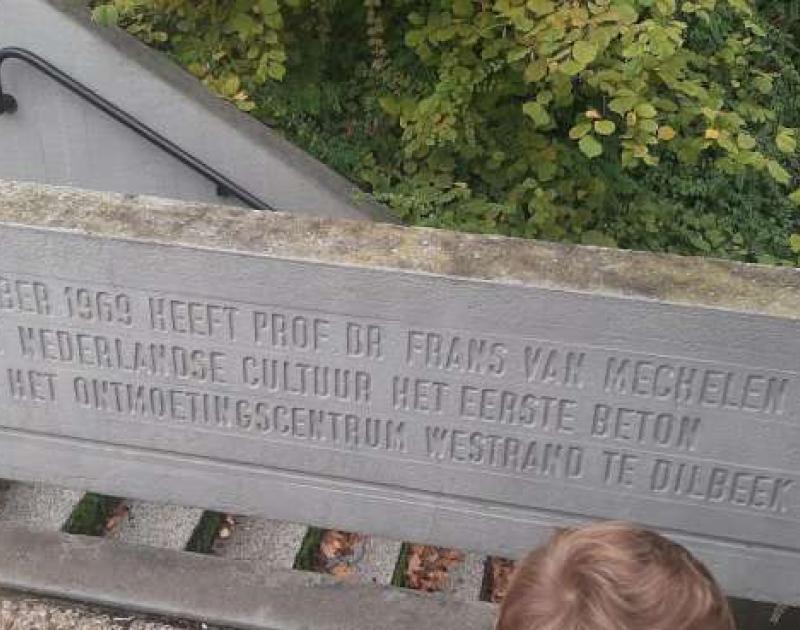 BER 1969 HEEFT PROF DR FRANS VAN MECHELEN
NEDERLANDSE CULTUUR HET EERSTE BETON
HET ONTMOETINGSCENTRUM WESTRAND TE DILBEEK